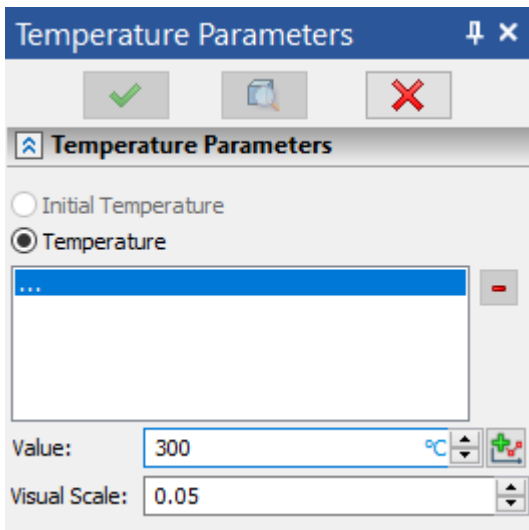 Temperature Parameters
Temperature Parameters
Initial Temperature
Temperature
...
Value: 300 °C
Visual Scale: 0.05